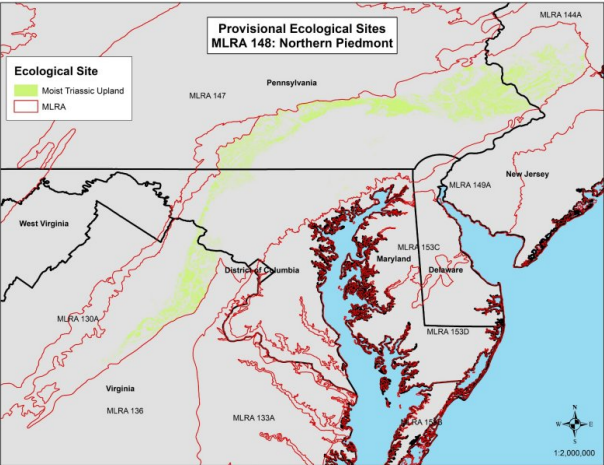 Provisional Ecological Sites
MLRA 148: Northern Piedmont
MLRA 144A
Ecological Site
Moist Triassic Upland
MLRA
Pennsylvania
MLRA 147
New Jersey
MLRA 149A
West Virginia
MLRA 153C
Maryland
Delaware
District of Columbia
MLRA 130A
MLRA 153D
Virginia
MLRA 136
MLRA 133A
N
W
E
S
1:2,000,000